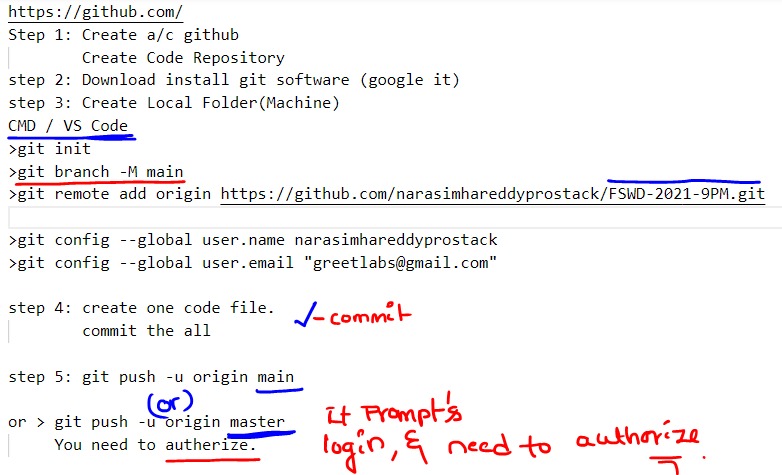 https://github.com/
Step 1: Create a/c github
Create Code Repository
step 2: Download install git software (google it)
step 3: Create Local Folder(Machine)
CMD / VS Code
>git init
>git branch -M main
>git remote add origin https://github.com/narasimhareddyprostack/FSWD-2021-9PM.git
>git config --global user.name narasimhareddyprostack
>git config --global user.email "greetlabs@gmail.com"
step 4: create one code file.
commit the all
✓-commit
step 5: git push -u origin main
(or)
or > git push -u origin master
You need to autherize.
It Prompt's
login, & need to authorize.